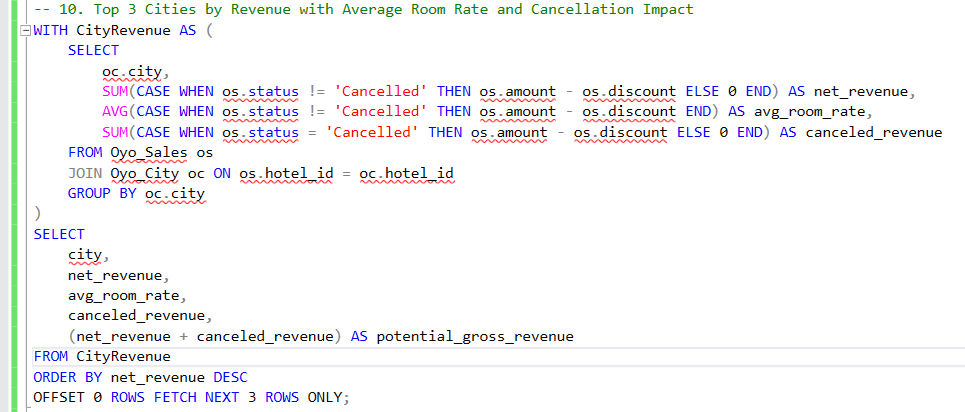 -- 10. Top 3 Cities by Revenue with Average Room Rate and Cancellation Impact
WITH CityRevenue AS (
    SELECT
        oc.city,
        SUM(CASE WHEN os.status != 'Cancelled' THEN os.amount - os.discount ELSE 0 END) AS net_revenue,
        AVG(CASE WHEN os.status != 'Cancelled' THEN os.amount - os.discount END) AS avg_room_rate,
        SUM(CASE WHEN os.status = 'Cancelled' THEN os.amount - os.discount ELSE 0 END) AS canceled_revenue
    FROM Oyo_Sales os
    JOIN Oyo_City oc ON os.hotel_id = oc.hotel_id
    GROUP BY oc.city
)
SELECT
    city,
    net_revenue,
    avg_room_rate,
    canceled_revenue,
    (net_revenue + canceled_revenue) AS potential_gross_revenue
FROM CityRevenue
ORDER BY net_revenue DESC
OFFSET 0 ROWS FETCH NEXT 3 ROWS ONLY;